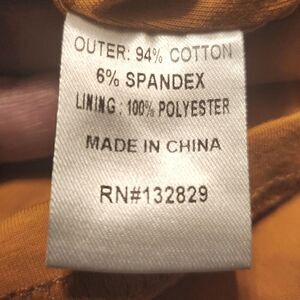 OUTER: 94% COTTON
6% SPANDEX
LINING: 100% POLYESTER
MADE IN CHINA
RN#132829